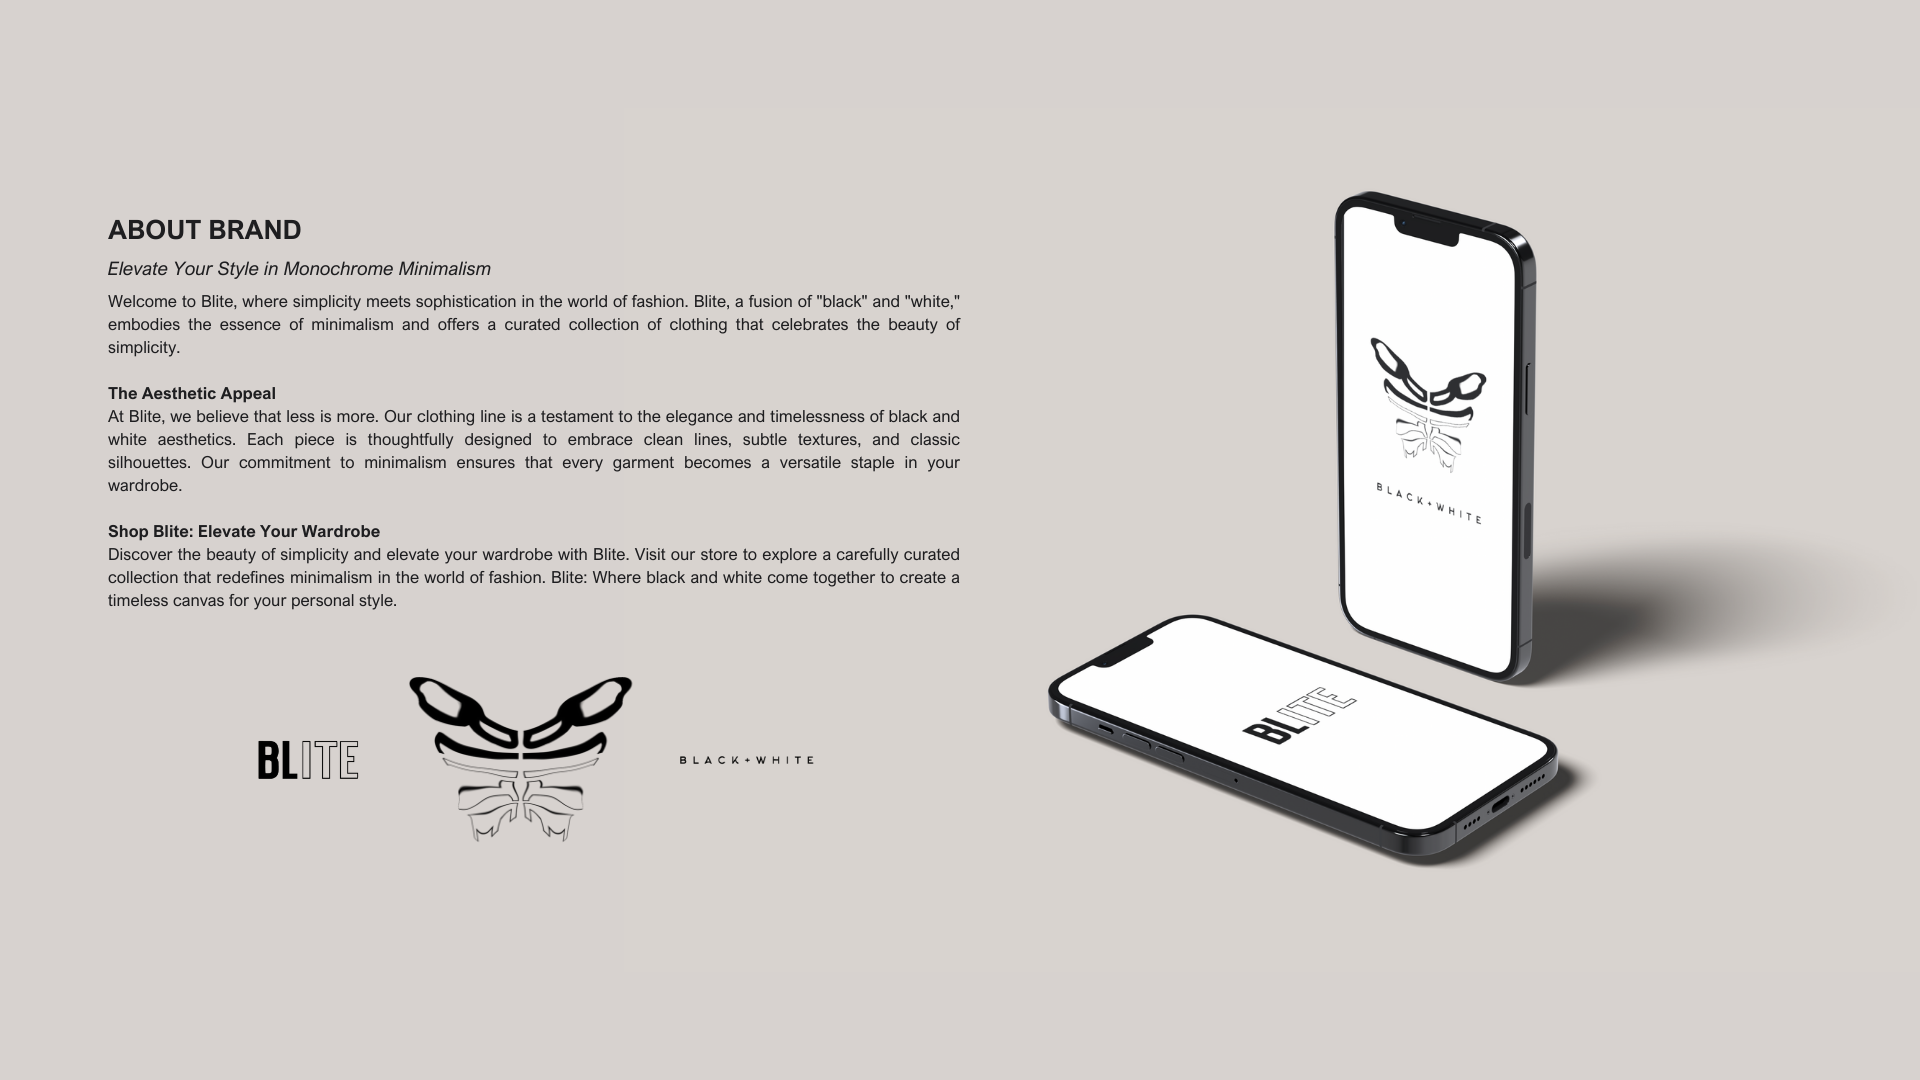 ABOUT BRAND
Elevate Your Style in Monochrome Minimalism
Welcome to Blite, where simplicity meets sophistication in the world of fashion. Blite, a fusion of "black" and "white,"
embodies the essence of minimalism and offers a curated collection of clothing that celebrates the beauty of
simplicity.
The Aesthetic Appeal
At Blite, we believe that less is more. Our clothing line is a testament to the elegance and timelessness of black and
white aesthetics. Each piece is thoughtfully designed to embrace clean lines, subtle textures, and classic
silhouettes. Our commitment to minimalism ensures that every garment becomes a versatile staple in your
wardrobe.
Shop Blite: Elevate Your Wardrobe
Discover the beauty of simplicity and elevate your wardrobe with Blite. Visit our store to explore a carefully curated
collection that redefines minimalism in the world of fashion. Blite: Where black and white come together to create a
timeless canvas for your personal style.
BLITE
BLACK+WHITE
BLACK+WHITE
BLITE